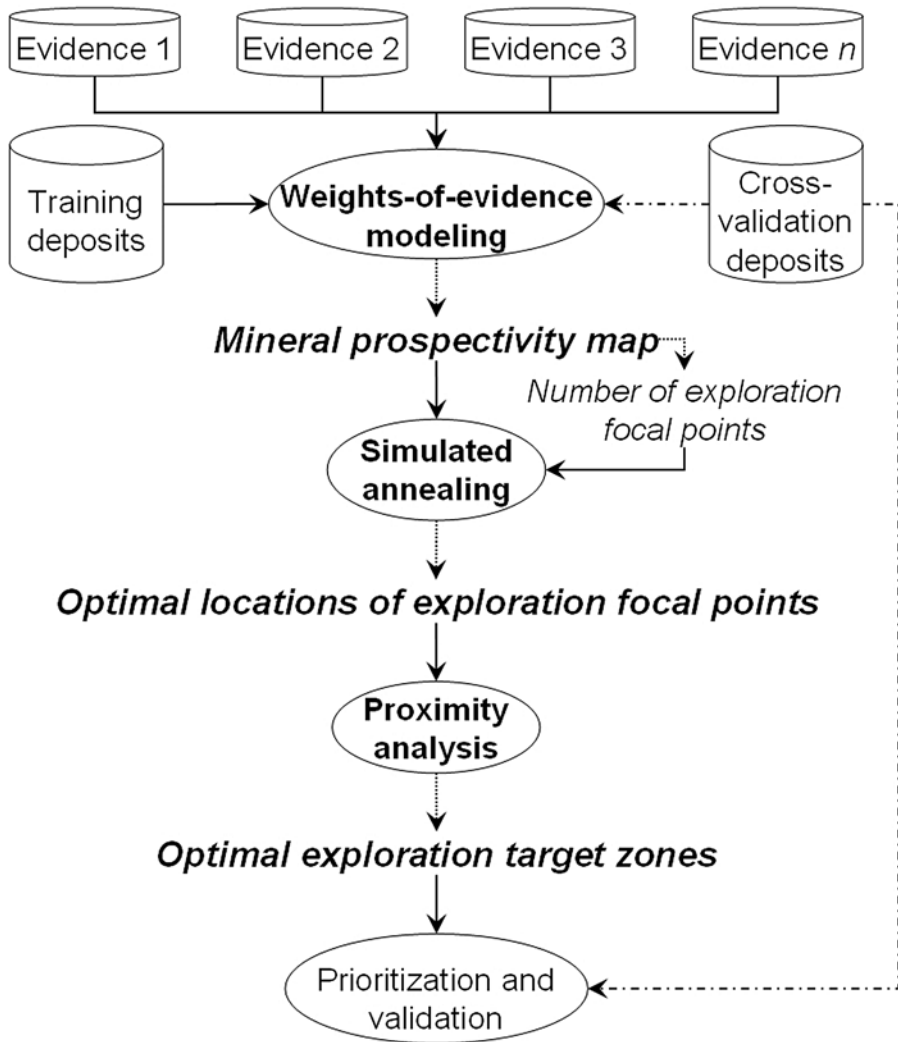 Evidence 1
Evidence 2
Evidence 3
Evidence n
Training
deposits
Weights-of-evidence
modeling
Cross-
validation
deposits
Mineral prospectivity map
Number of exploration
focal points
Simulated
annealing
Optimal locations of exploration focal points
Proximity
analysis
Optimal exploration target zones
Prioritization and
validation